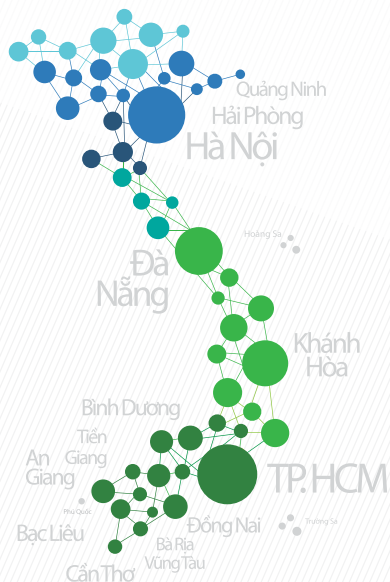 Quảng Ninh
Hải Phòng
Hà Nội
Hoàng Sa
Đà
Nẵng
Khánh
Hòa
Bình Dương
Tiền
Giang
An
Giang
TP. HCM
Phú Quốc
Đồng Nai
Trường Sa
Bạc Liêu
Bà Rịa
Vũng Tàu
Cần Thơ